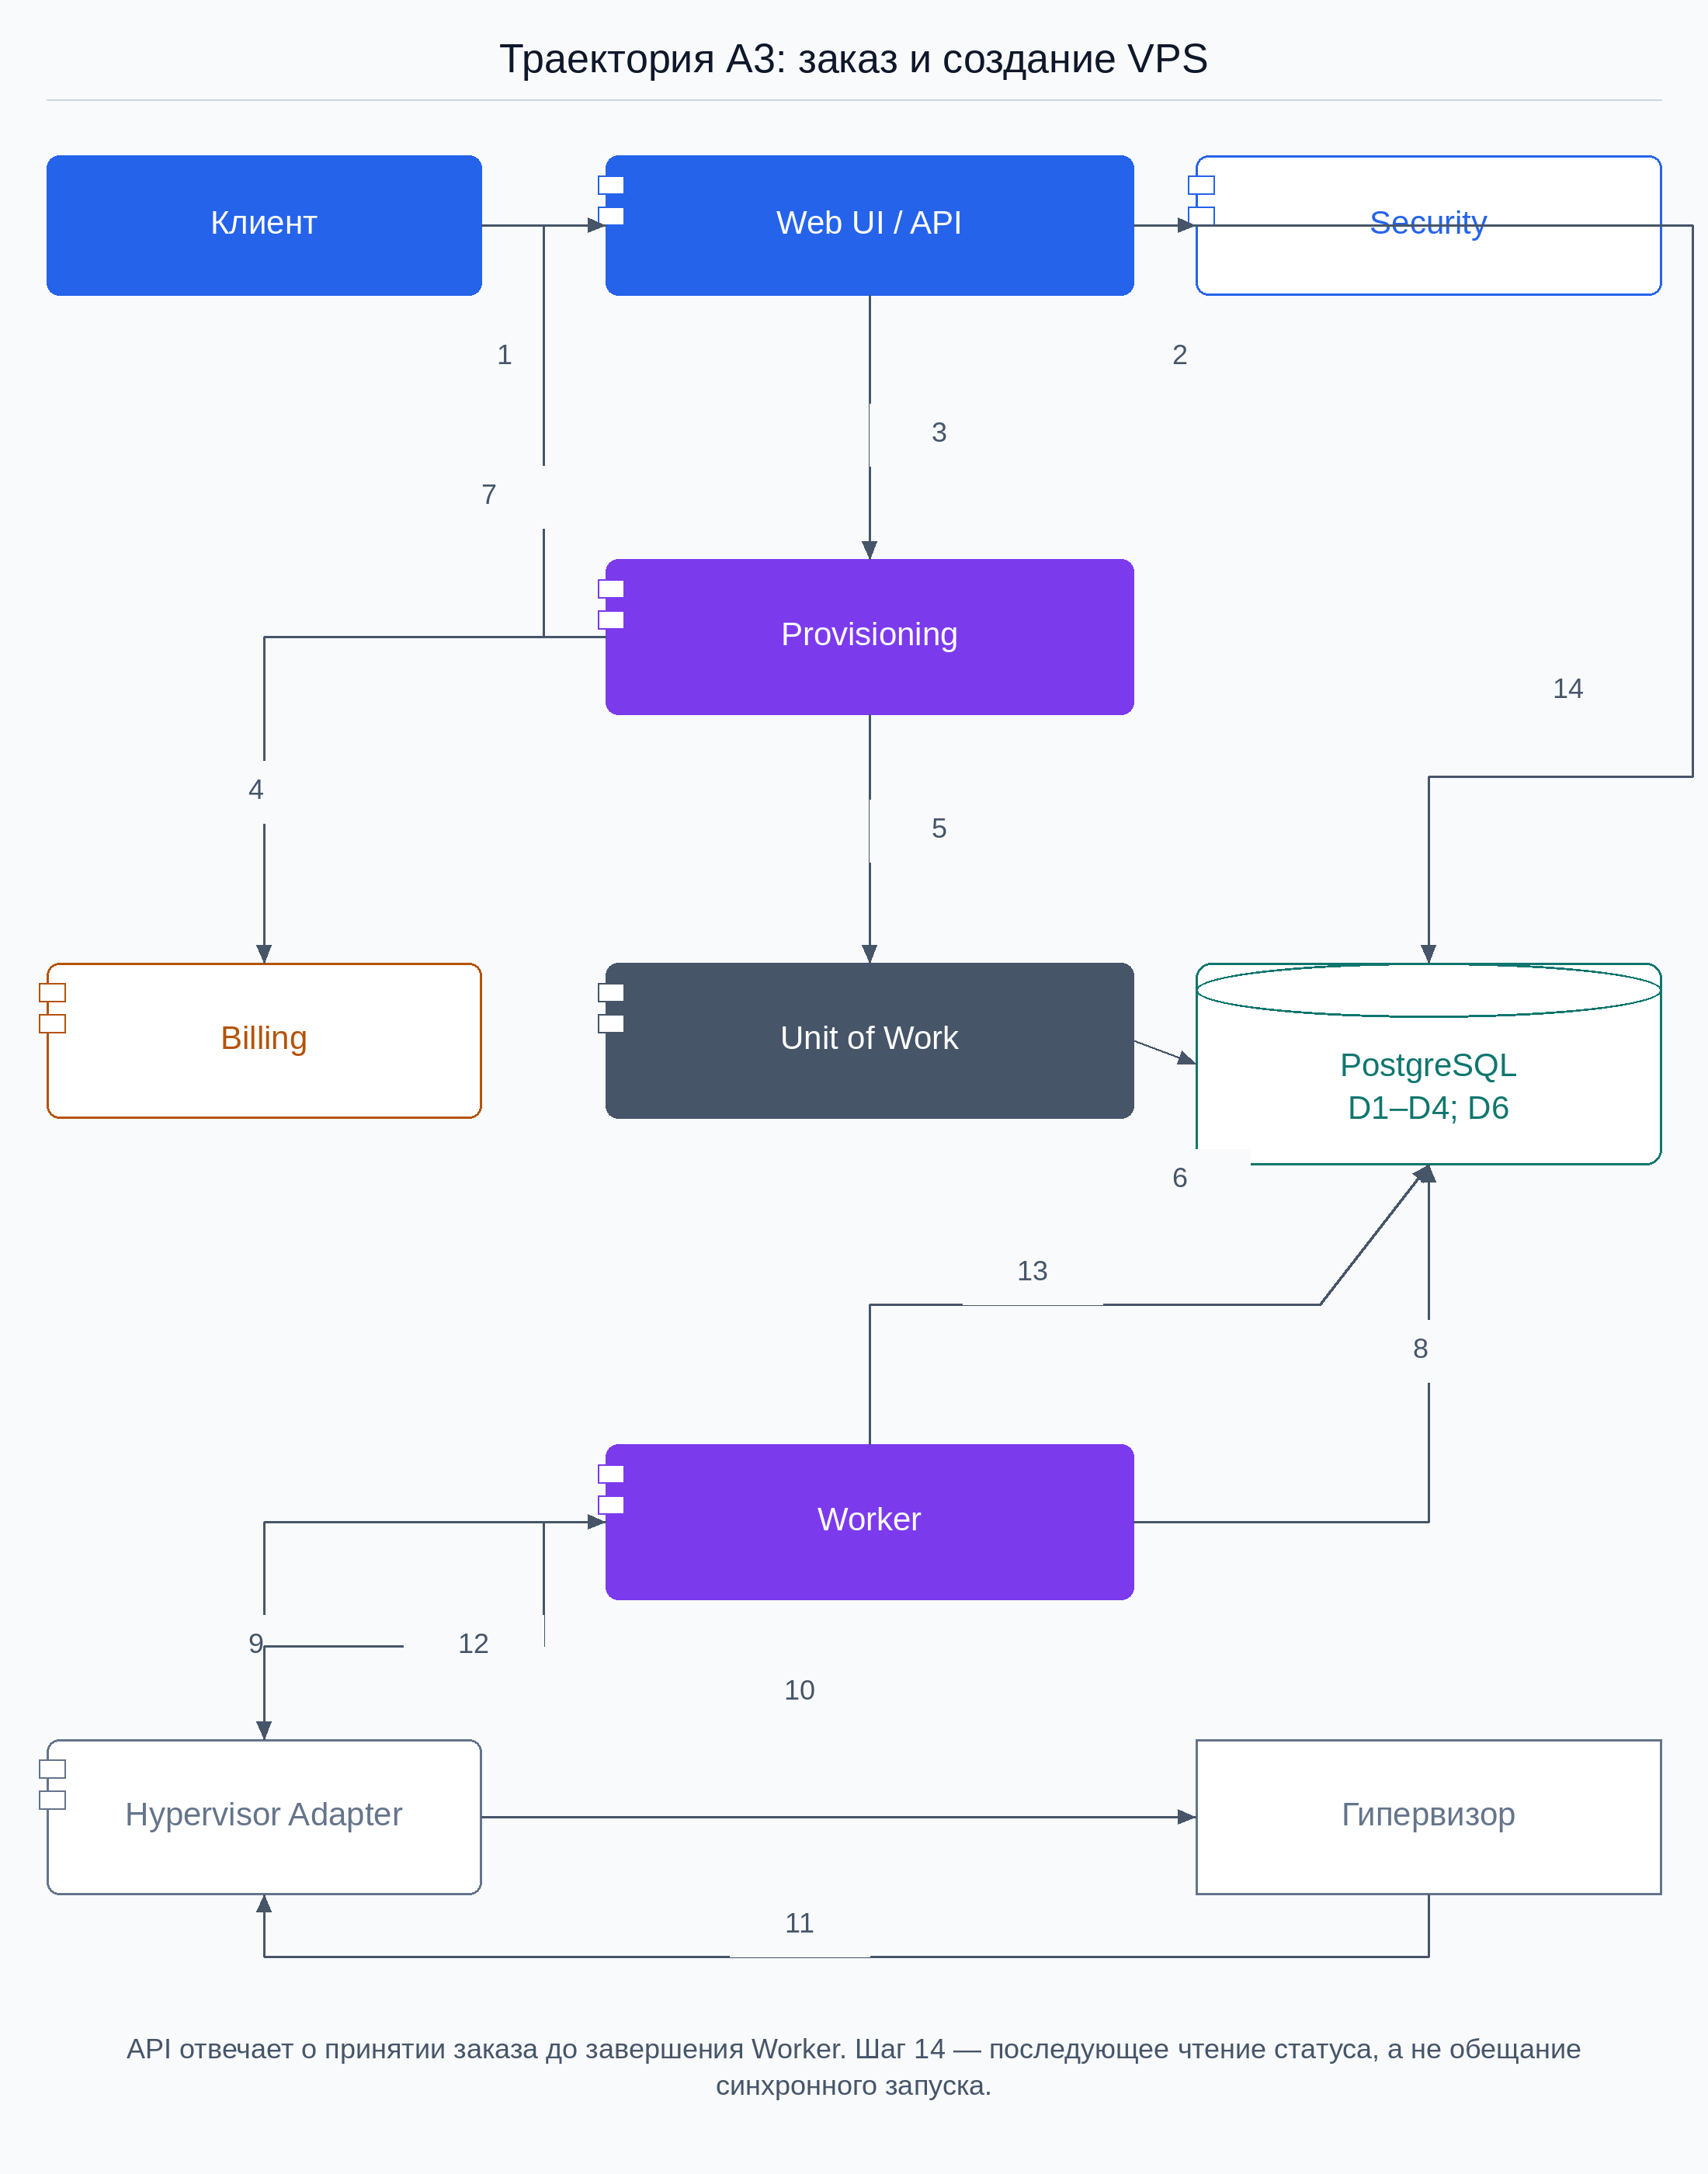 Траектория А3: заказ и создание VPS
Клиент
Web UI / API
Security
1
2
3
7
Provisioning
14
4
5
Billing
Unit of Work
PostgreSQL
D1–D4; D6
6
13
8
Worker
9
12
10
Hypervisor Adapter
Гипервизор
11
API отвечает о принятии заказа до завершения Worker. Шаг 14 — последующее чтение статуса, а не обещание
синхронного запуска.